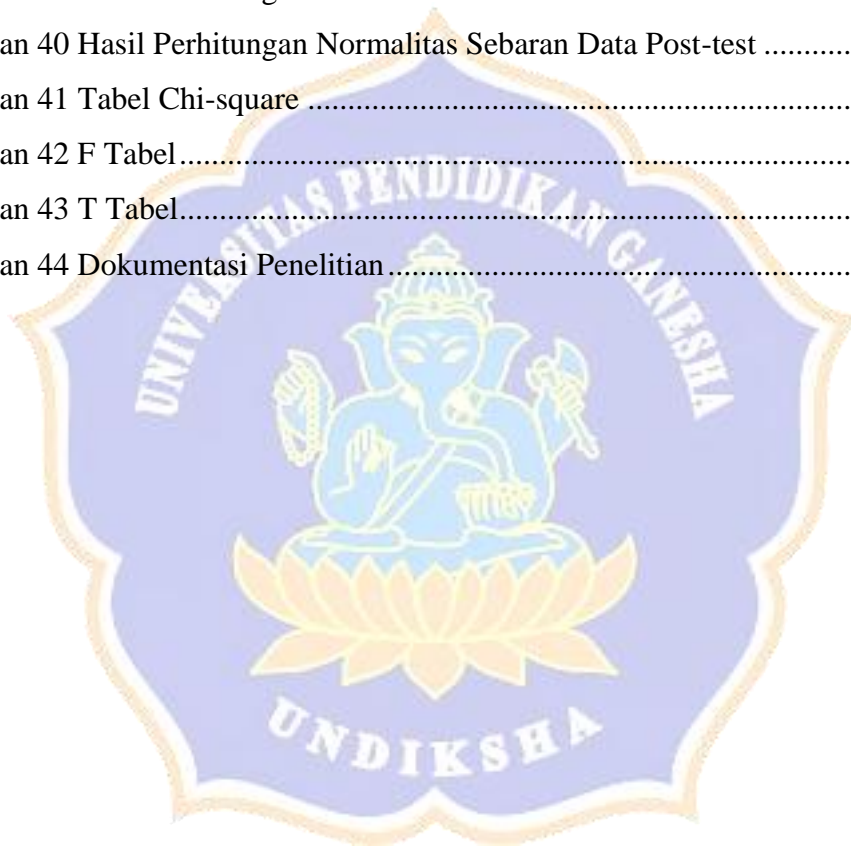 an 40 Hasil Perhitungan Normalitas Sebaran Data Post-test ...........
an 41 Tabel Chi-square ....................................................................
an 42 F Tabel....................................................................................
an 43 T Tabel....................................................................................
an 44 Dokumentasi Penelitian..........................................................
UNIVERSITAS PENDIDIKAN GANESHA
UNDIKSHA